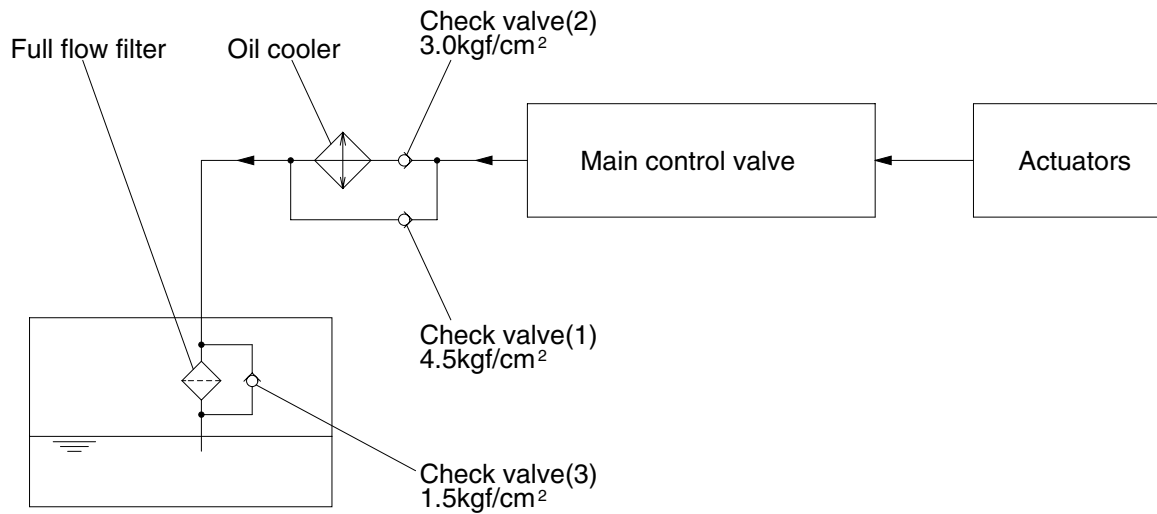 Check valve(2)
3.0kgf/cm²
Full flow filter
Oil cooler
Main control valve
Actuators
Check valve(1)
4.5kgf/cm²
Check valve(3)
1.5kgf/cm²